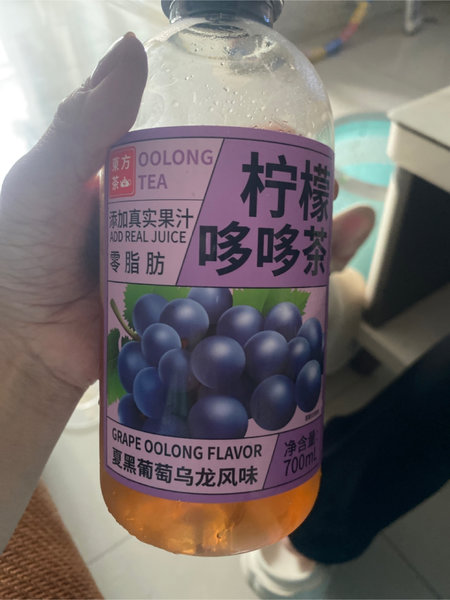 東方
茶山
OOLONG
TEA
柠檬
哆哆茶
添加真实果汁
ADD REAL JUICE
零脂肪
GRAPE OOLONG FLAVOR
夏黑葡萄乌龙风味
净含量:
700mL